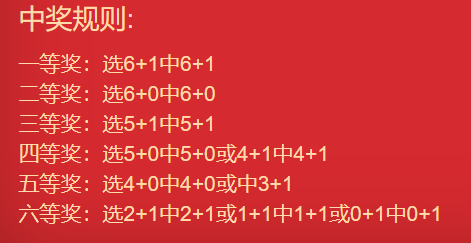 中奖规则:
一等奖：选6+1中6+1
二等奖：选6+0中6+0
三等奖：选5+1中5+1
四等奖：选5+0中5+0或4+1中4+1
五等奖：选4+0中4+0或中3+1
六等奖：选2+1中2+1或1+1中1+1或0+1中0+1